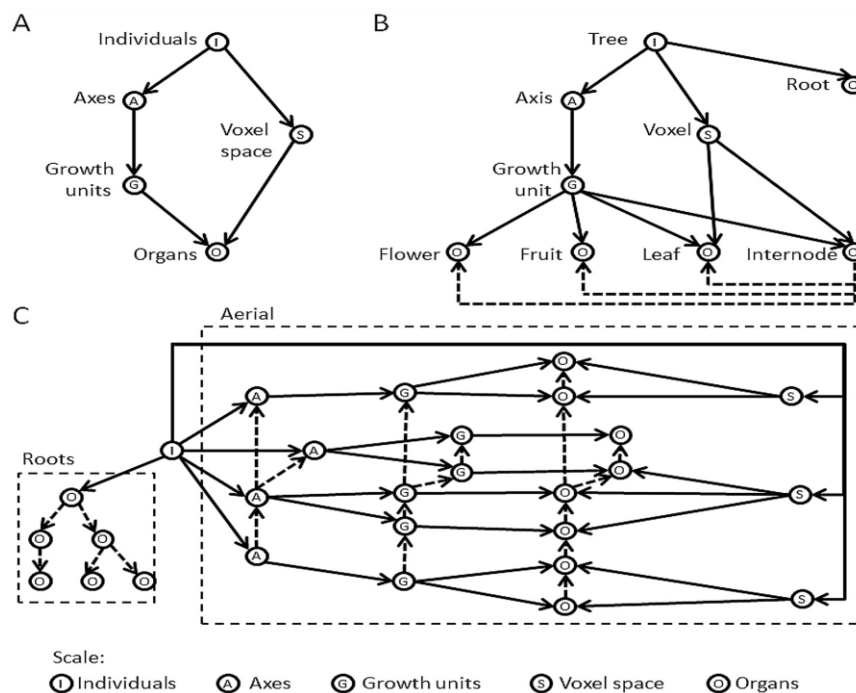 A
Individuals
I
Axes
A
Voxel
space
S
Growth
units
G
Organs
O
B
Tree
I
Root
O
Axis
A
Voxel
S
Growth
unit
G
Flower O Fruit O Leaf O Internode O
C
Aerial
O
A G O S
I A G O
Roots
G O
O A G O S
G O
O O A O
O O O G O S
Scale:
I Individuals A Axes G Growth units S Voxel space O Organs